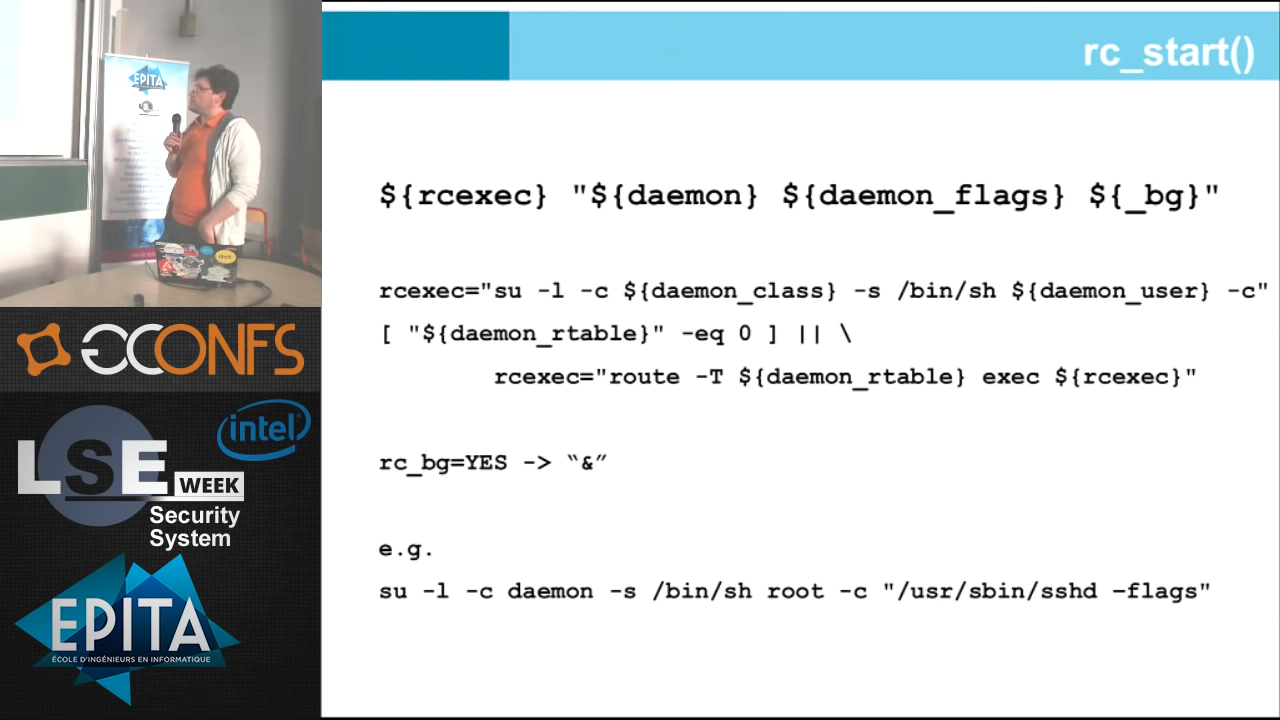 rc_start()
EPITA
${rcexec} "${daemon} ${daemon_flags} ${_bg}"
rcexec="su -l -c ${daemon_class} -s /bin/sh ${daemon_user} -c"
[ "${daemon_rtable}" -eq 0 ] || \
rcexec="route -T ${daemon_rtable} exec ${rcexec}"
rc_bg=YES -> “&”
e.g.
su -l -c daemon -s /bin/sh root -c "/usr/sbin/sshd –flags"
GCONFS
intel
LSE
WEEK
Security
System
EPITA
ÉCOLE D'INGÉNIEURS EN INFORMATIQUE